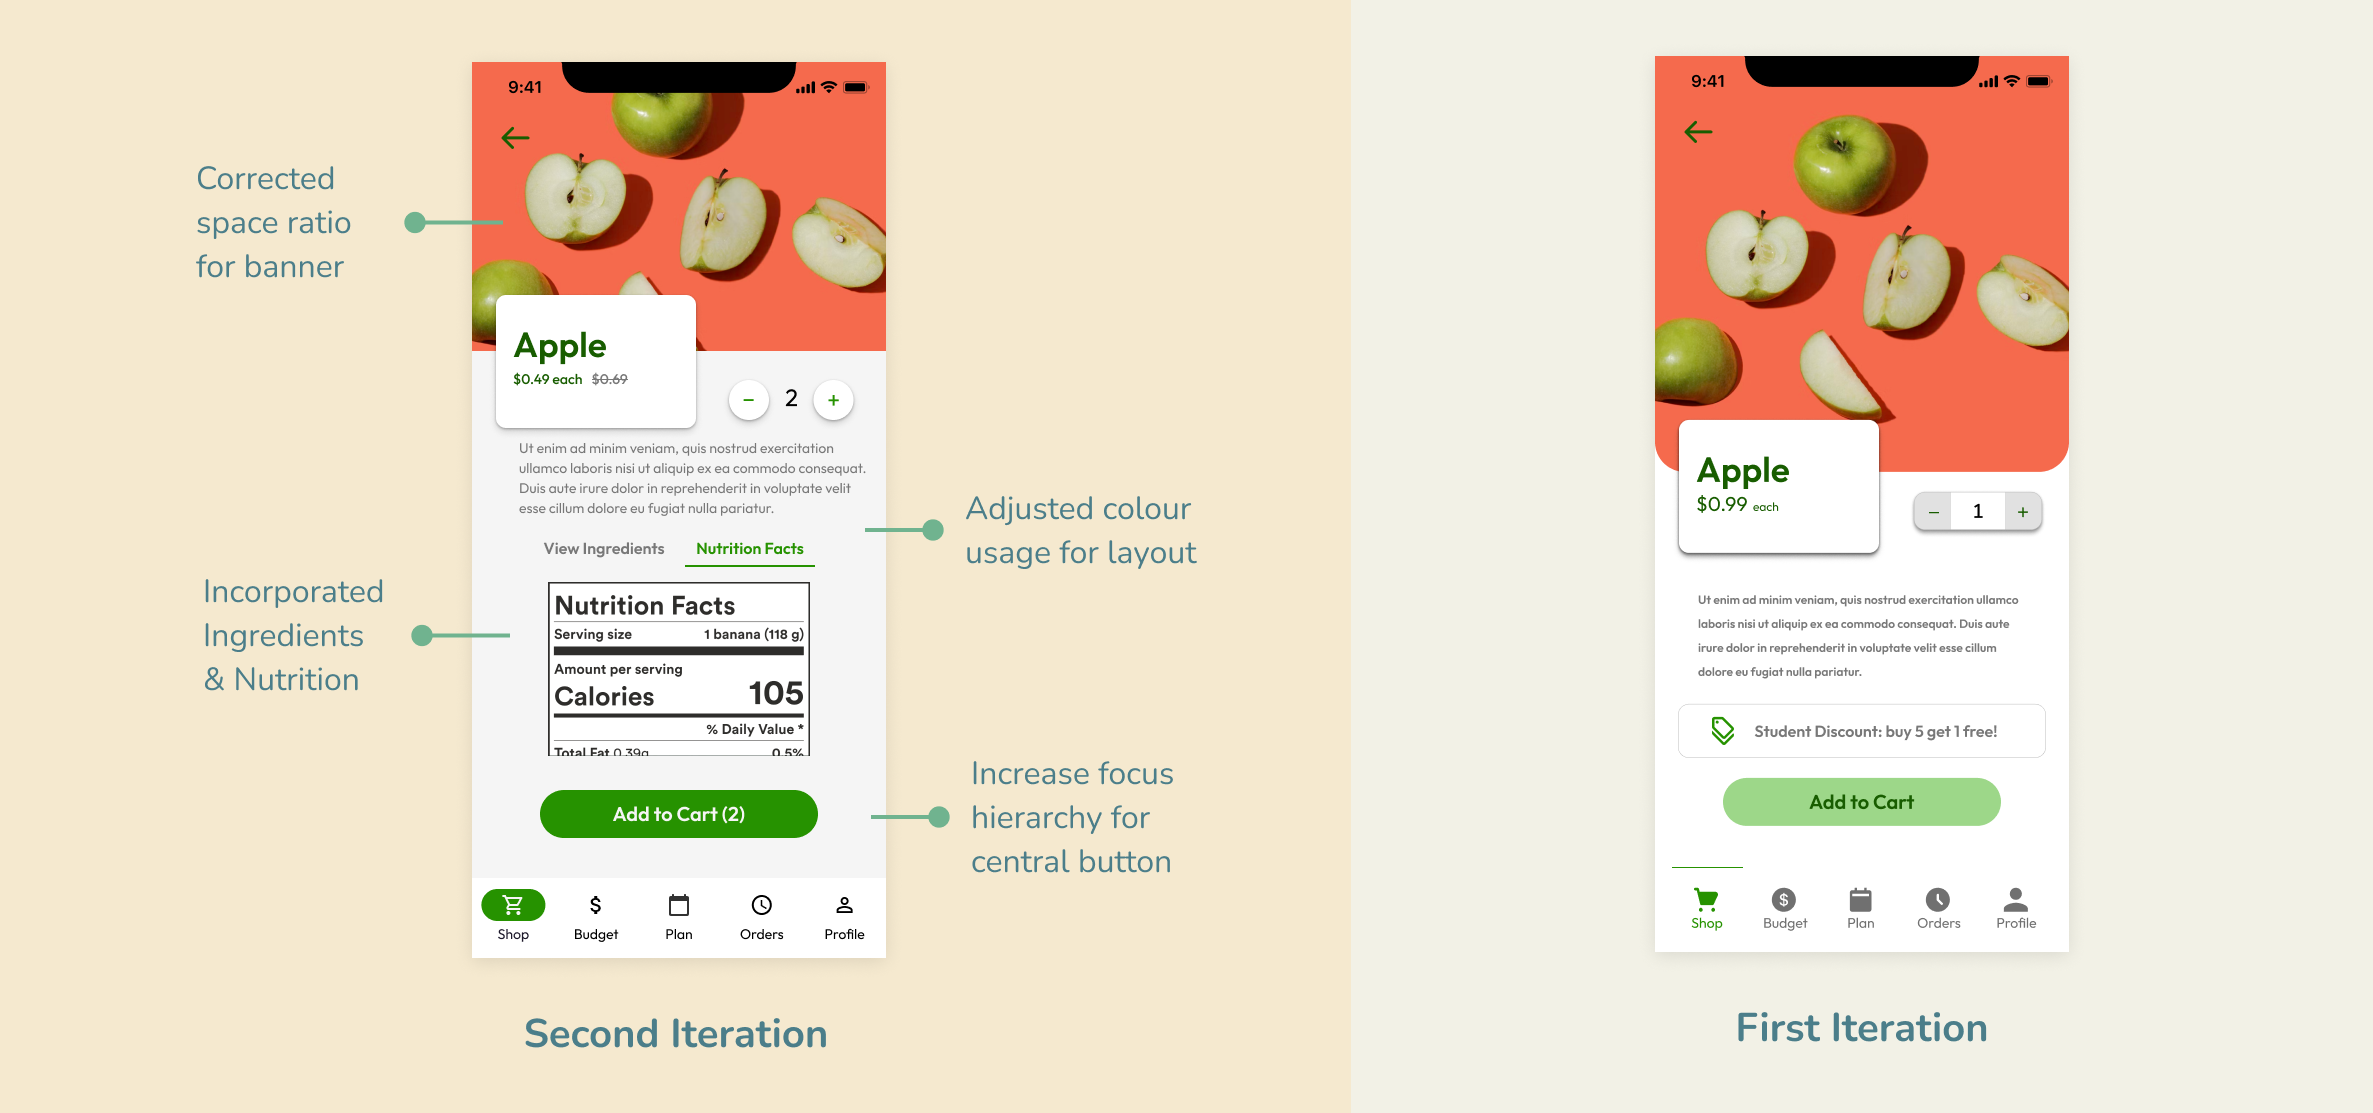 Corrected
space ratio
for banner
Incorporated
Ingredients
& Nutrition
9:41
Apple
$0.49 each $0.69
− 2 +
Ut enim ad minim veniam, quis nostrud exercitation
ullamco laboris nisi ut aliquip ex ea commodo consequat.
Duis aute irure dolor in reprehenderit in voluptate velit
esse cillum dolore eu fugiat nulla pariatur.
View Ingredients Nutrition Facts
Nutrition Facts
Serving size 1 banana (118 g)
Amount per serving
Calories 105
% Daily Value *
Total Fat 0.39g 0.5%
Add to Cart (2)
Shop Budget Plan Orders Profile
Second Iteration
Adjusted colour
usage for layout
Increase focus
hierarchy for
central button
9:41
Apple
$0.99 each
− 1 +
Ut enim ad minim veniam, quis nostrud exercitation ullamco
laboris nisi ut aliquip ex ea commodo consequat. Duis aute
irure dolor in reprehenderit in voluptate velit esse cillum
dolore eu fugiat nulla pariatur.
Student Discount: buy 5 get 1 free!
Add to Cart
Shop Budget Plan Orders Profile
First Iteration